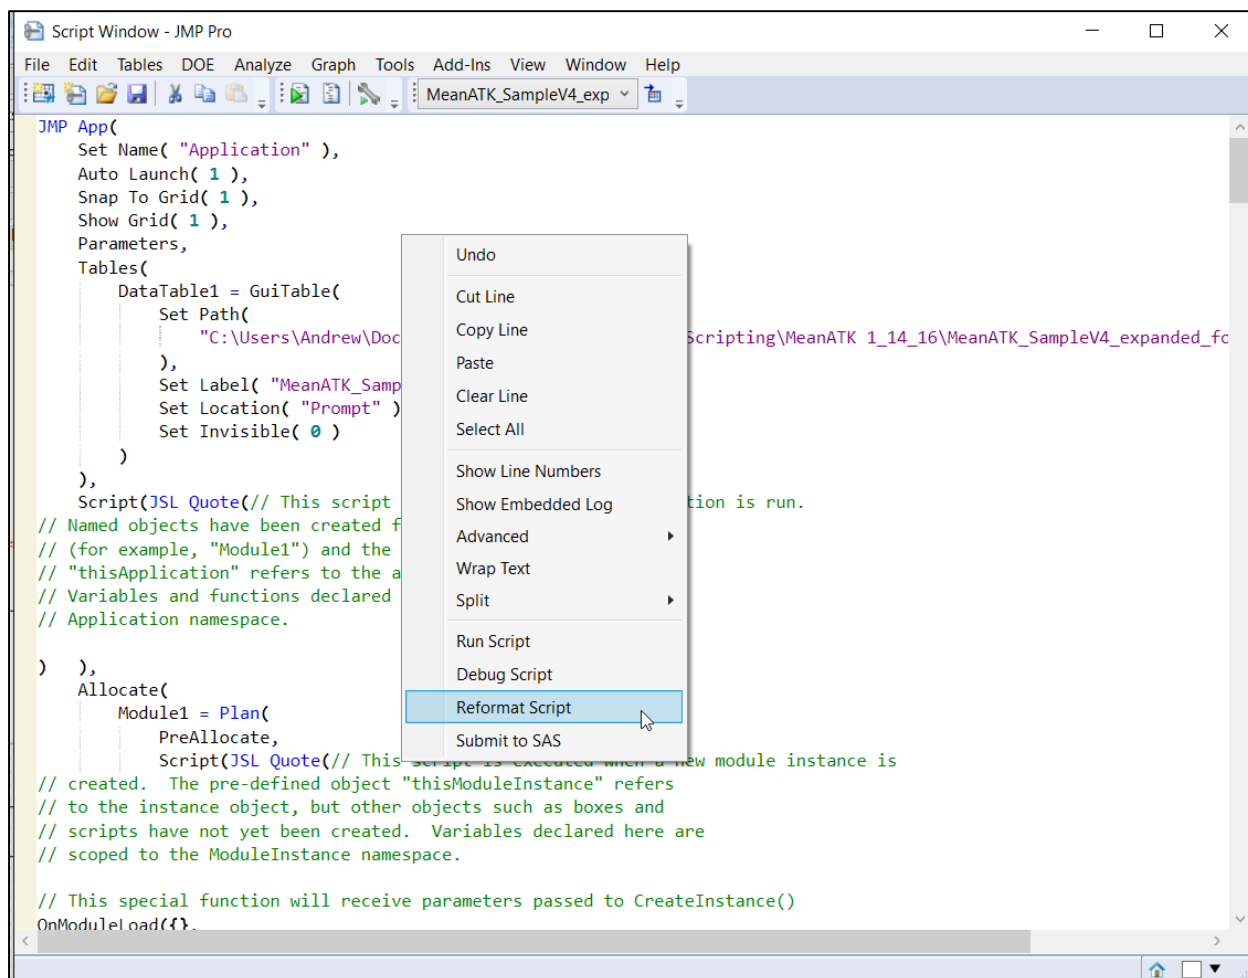 Script Window - JMP Pro
File Edit Tables DOE Analyze Graph Tools Add-Ins View Window Help
MeanATK_SampleV4_exp
JMP App(
    Set Name( "Application" ),
    Auto Launch( 1 ),
    Snap To Grid( 1 ),
    Show Grid( 1 ),
    Parameters,
    Tables(
        DataTable1 = GuiTable(
            Set Path(
                "C:\Users\Andrew\Doc Scripting\MeanATK 1_14_16\MeanATK_SampleV4_expanded_fo
            ),
            Set Label( "MeanATK_Samp
            Set Location( "Prompt" )
            Set Invisible( 0 )
        )
    ),
    Script(JSL Quote(// This script tion is run.
// Named objects have been created f
// (for example, "Module1") and the
// "thisApplication" refers to the a
// Variables and functions declared
// Application namespace.
)   ),
    Allocate(
        Module1 = Plan(
            PreAllocate,
            Script(JSL Quote(// This script is executed when a new module instance is
// created.  The pre-defined object "thisModuleInstance" refers
// to the instance object, but other objects such as boxes and
// scripts have not yet been created.  Variables declared here are
// scoped to the ModuleInstance namespace.
// This special function will receive parameters passed to CreateInstance()
OnModuleLoad({},
Undo
Cut Line
Copy Line
Paste
Clear Line
Select All
Show Line Numbers
Show Embedded Log
Advanced
Wrap Text
Split
Run Script
Debug Script
Reformat Script
Submit to SAS